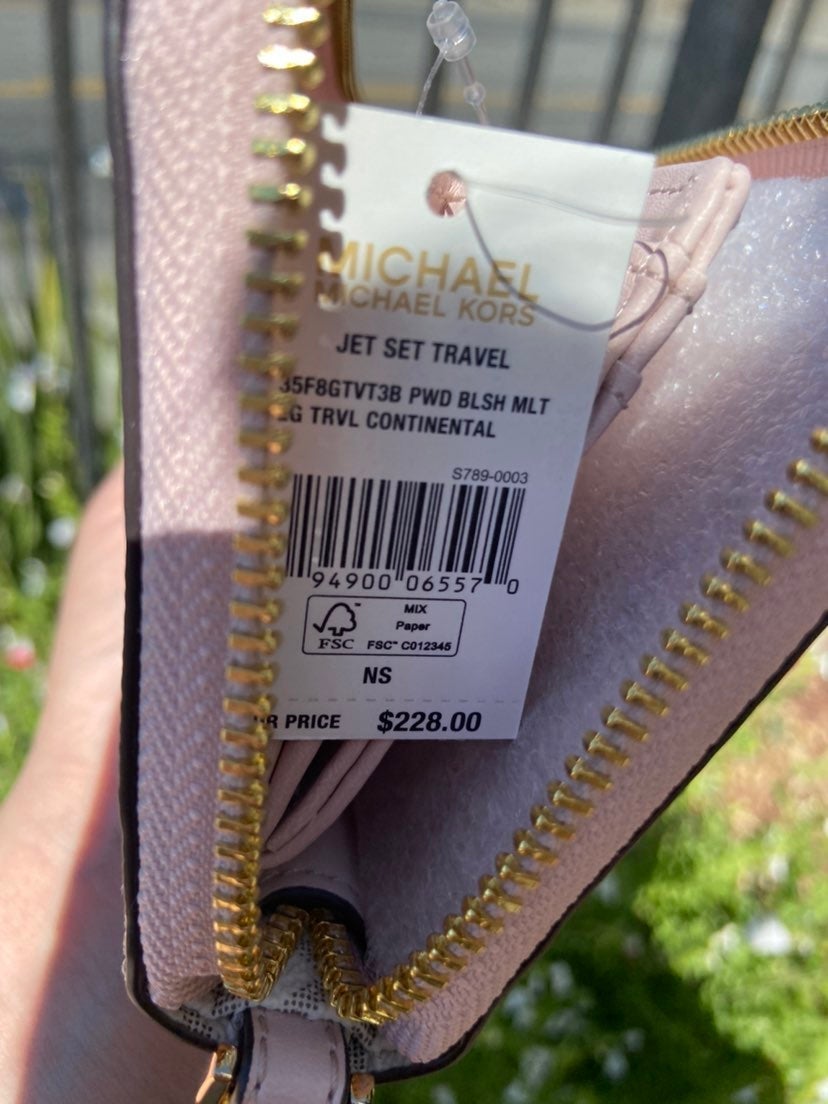 MICHAEL
MICHAEL KORS
JET SET TRAVEL
35F8GTVT3B PWD BLSH MLT
LG TRVL CONTINENTAL
S789-0003
94900 06557 0
FSC™
MIX
Paper
FSC™ C012345
NS
PRICE $228.00